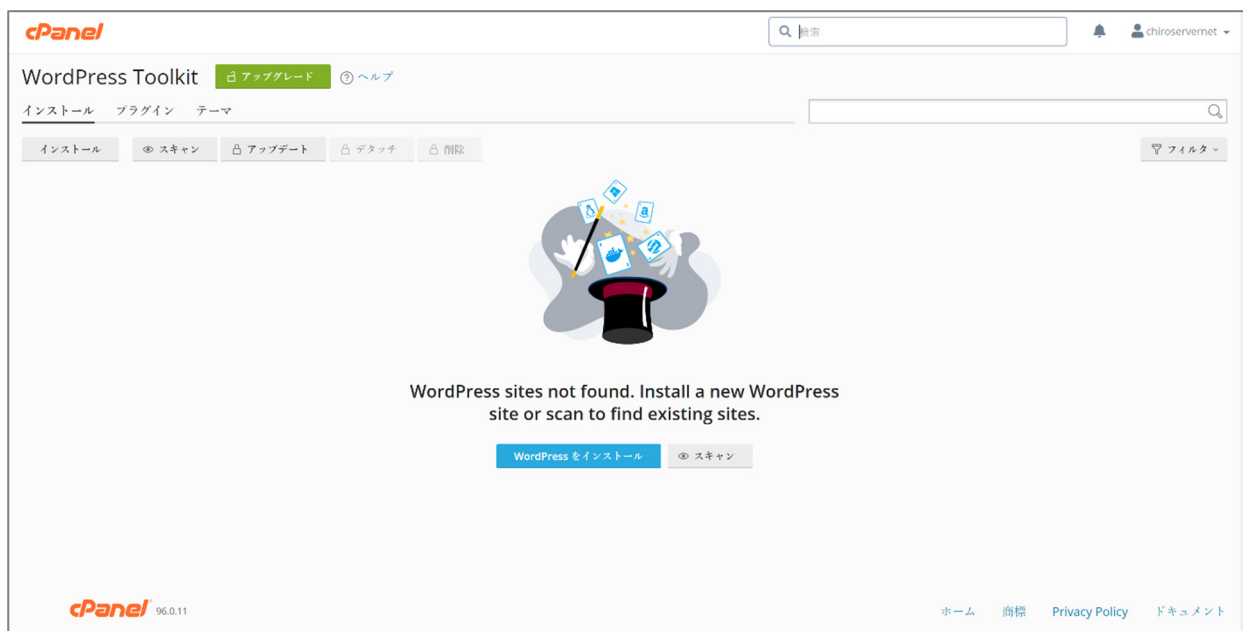 cPanel
検索
chiroservernet
WordPress Toolkit
アップグレード
ヘルプ
インストール プラグイン テーマ
インストール スキャン アップデート デタッチ 削除
フィルタ
a
WordPress sites not found. Install a new WordPress
site or scan to find existing sites.
WordPress をインストール
スキャン
cPanel 96.0.11
ホーム 商標 Privacy Policy ドキュメント